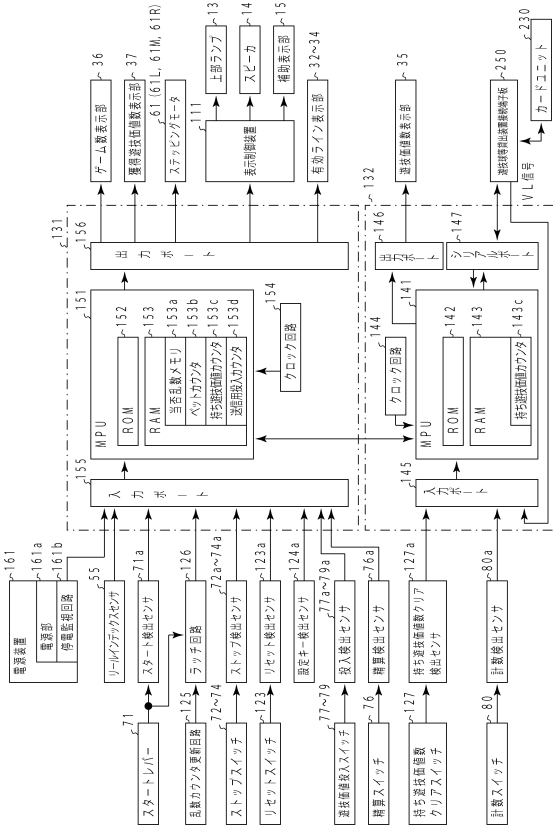 161
電源装置
161a
電源部
161b
停電監視回路
55
リールインデックスセンサ
71
スタートレバー
71a
スタート検出センサ
125
乱数カウンタ更新回路
126
ラッチ回路
72～74
ストップスイッチ
72a～74a
ストップ検出センサ
123
リセットスイッチ
123a
リセット検出センサ
124a
設定キー検出センサ
77～79
遊技価値投入スイッチ
77a～79a
投入検出センサ
76
精算スイッチ
76a
精算検出センサ
127
持ち遊技価値数
クリアスイッチ
127a
持ち遊技価値数クリア
検出センサ
80
計数スイッチ
80a
計数検出センサ
131
155
入力ポート
151
MPU
152
ROM
153
RAM
153a
当否乱数メモリ
153b
ベットカウンタ
153c
持ち遊技価値カウンタ
153d
送信用投入カウンタ
154
クロック回路
156
出力ポート
36
ゲーム数表示部
37
獲得遊技価値数表示部
61 (61L, 61M, 61R)
ステッピングモータ
111
表示制御装置
13
上部ランプ
14
スピーカ
15
補助表示部
32～34
有効ライン表示部
132
145
入力ポート
144
クロック回路
141
MPU
142
ROM
143
RAM
143c
持ち遊技価値カウンタ
146
出力ポート
147
シリアルポート
35
遊技価値数表示部
250
遊技球等貸出装置接続端子板
VL信号
230
カードユニット